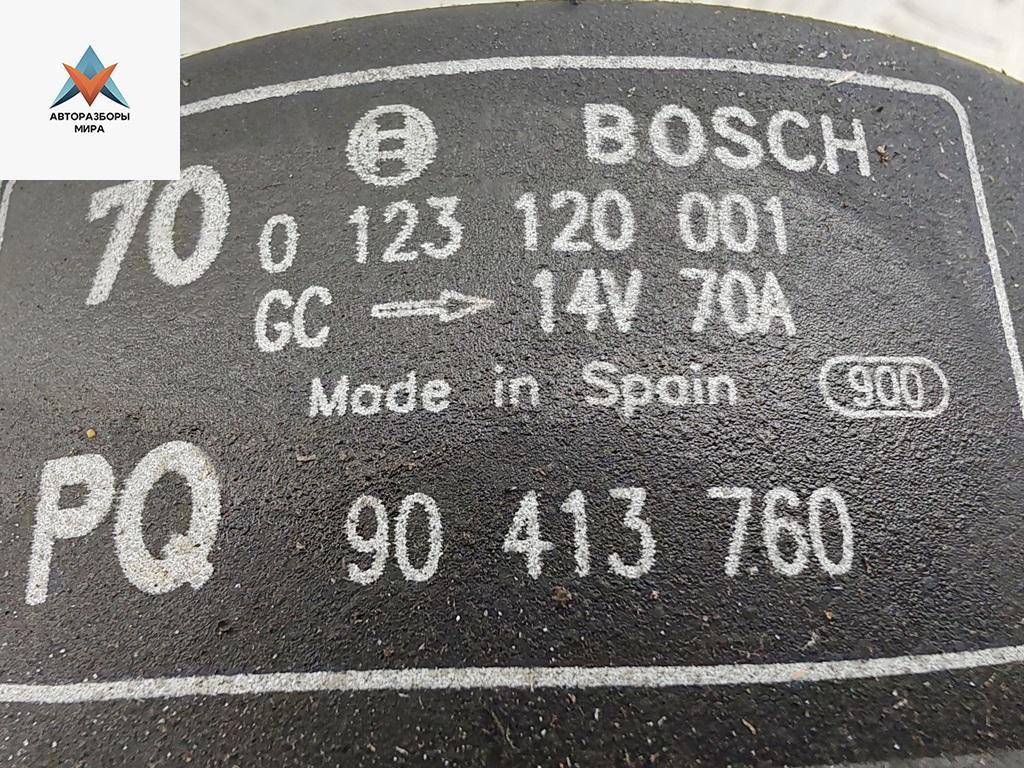 АВТОРАЗБОРЫ
МИРА
BOSCH
70
0 123 120 001
GC → 14V 70A
Made in Spain 900
PQ 90 413 760